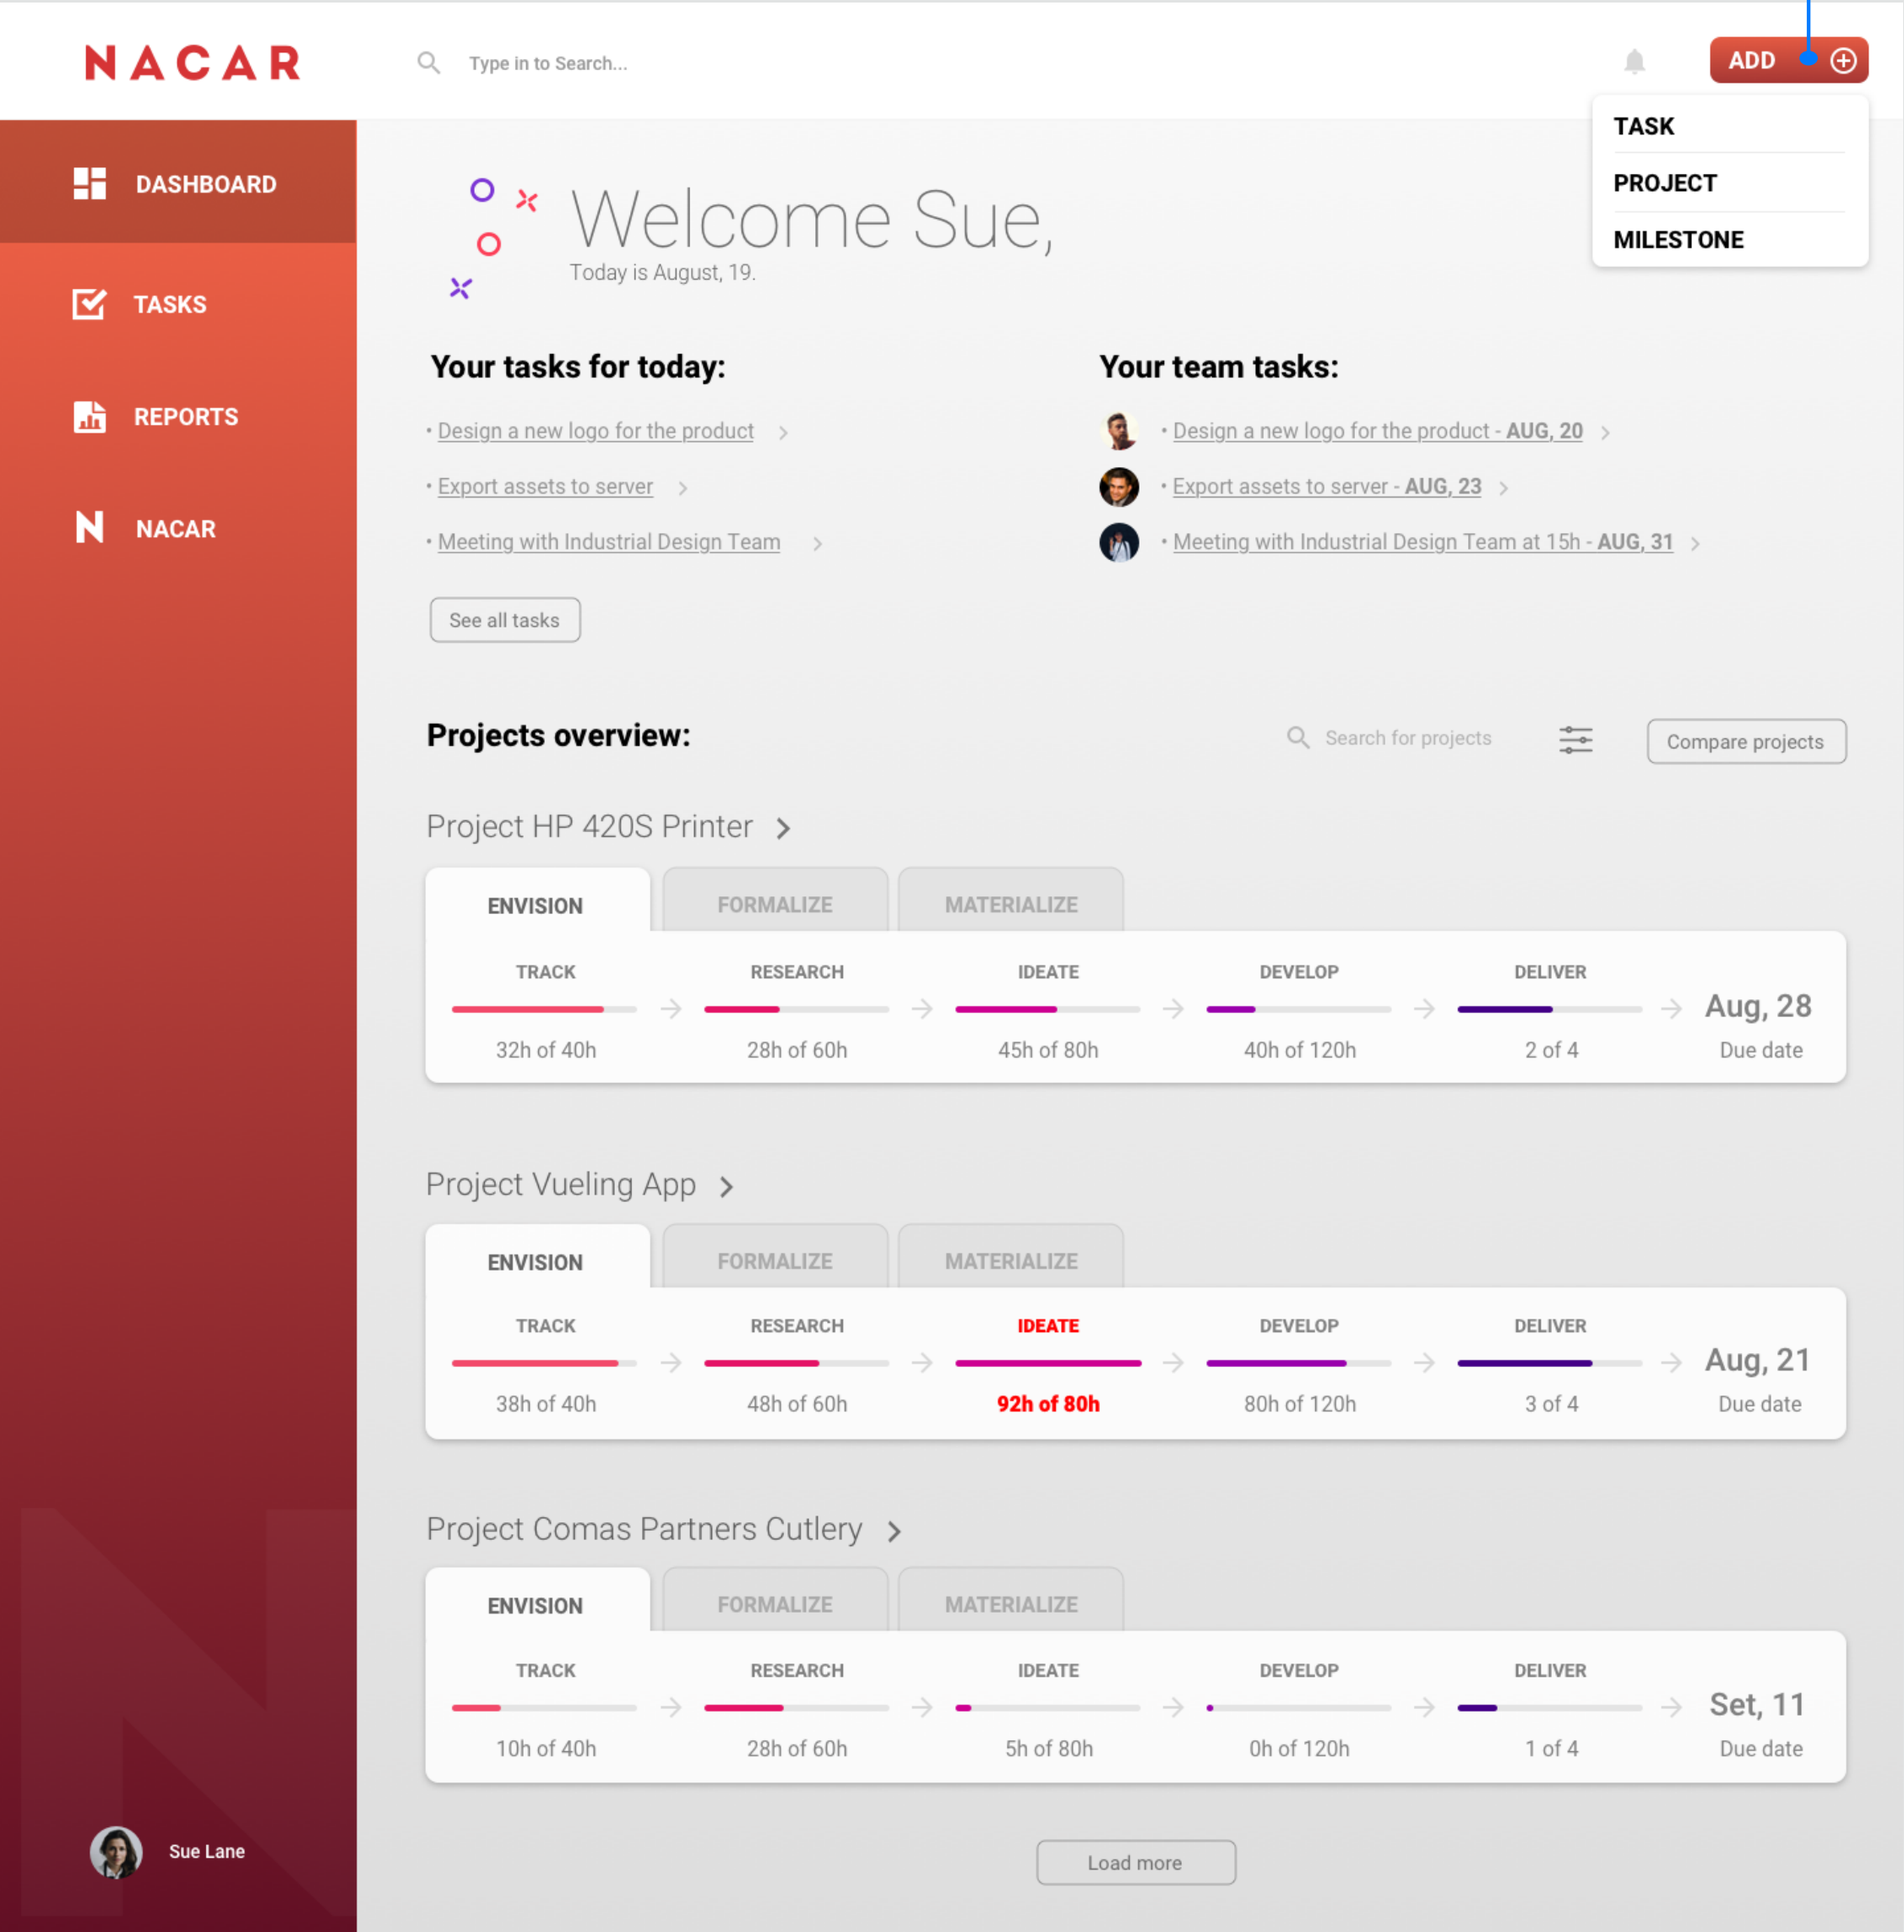 NACAR
Type in to Search...
ADD
TASK
PROJECT
MILESTONE
DASHBOARD
TASKS
REPORTS
N NACAR
Welcome Sue,
Today is August, 19.
Your tasks for today:
• Design a new logo for the product
• Export assets to server
• Meeting with Industrial Design Team
See all tasks
Your team tasks:
• Design a new logo for the product - AUG, 20
• Export assets to server - AUG, 23
• Meeting with Industrial Design Team at 15h - AUG, 31
Projects overview:
Search for projects
Compare projects
Project HP 420S Printer
ENVISION FORMALIZE MATERIALIZE
TRACK RESEARCH IDEATE DEVELOP DELIVER
Aug, 28
32h of 40h 28h of 60h 45h of 80h 40h of 120h 2 of 4 Due date
Project Vueling App
ENVISION FORMALIZE MATERIALIZE
TRACK RESEARCH IDEATE DEVELOP DELIVER
Aug, 21
38h of 40h 48h of 60h 92h of 80h 80h of 120h 3 of 4 Due date
Project Comas Partners Cutlery
ENVISION FORMALIZE MATERIALIZE
TRACK RESEARCH IDEATE DEVELOP DELIVER
Set, 11
10h of 40h 28h of 60h 5h of 80h 0h of 120h 1 of 4 Due date
Sue Lane
Load more